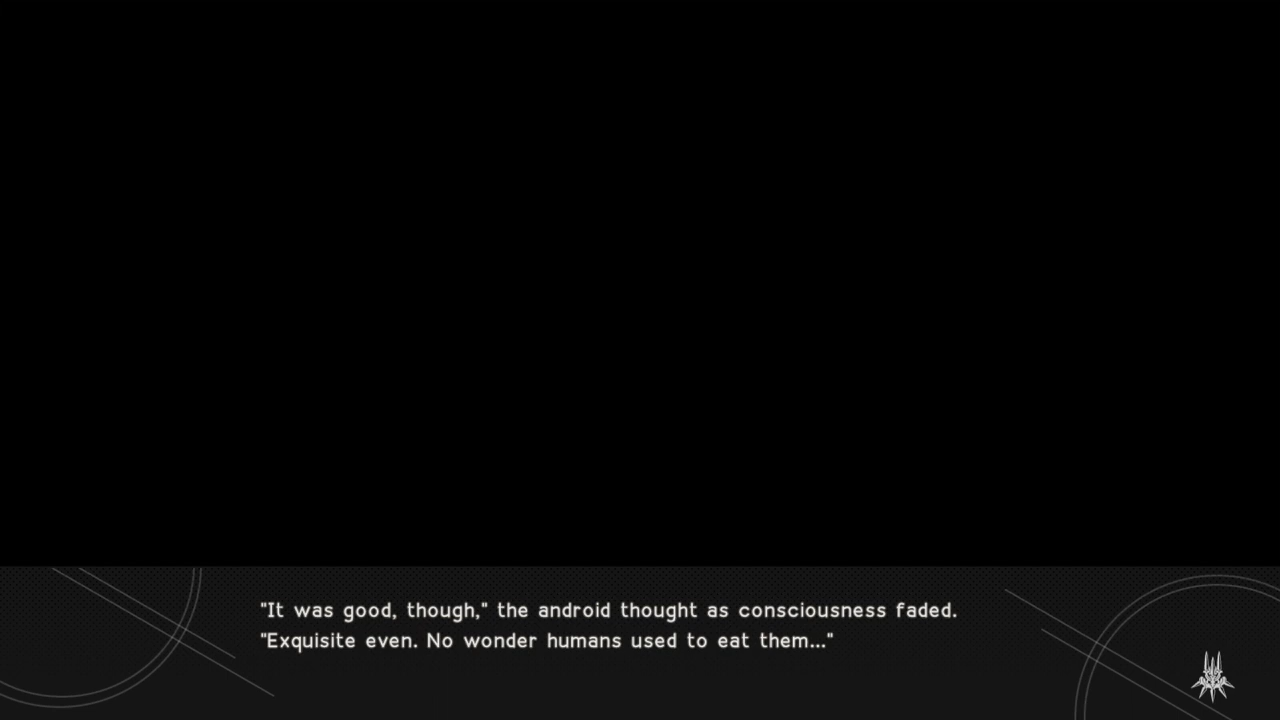 "It was good, though," the android thought as consciousness faded.
"Exquisite even. No wonder humans used to eat them..."